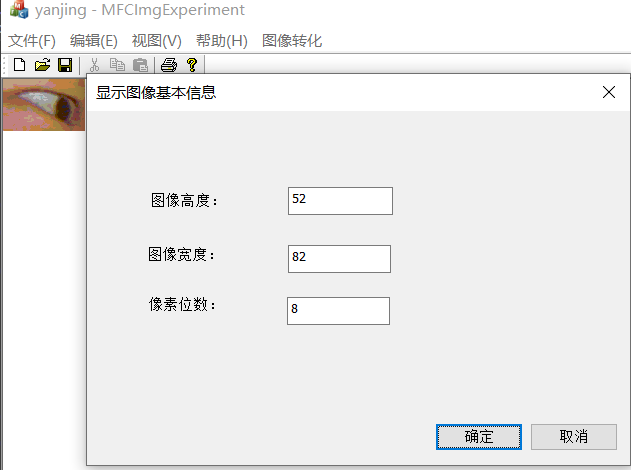 yanjing - MFCImgExperiment
文件(F) 编辑(E) 视图(V) 帮助(H) 图像转化
显示图像基本信息
图像高度： 52
图像宽度： 82
像素位数： 8
确定 取消